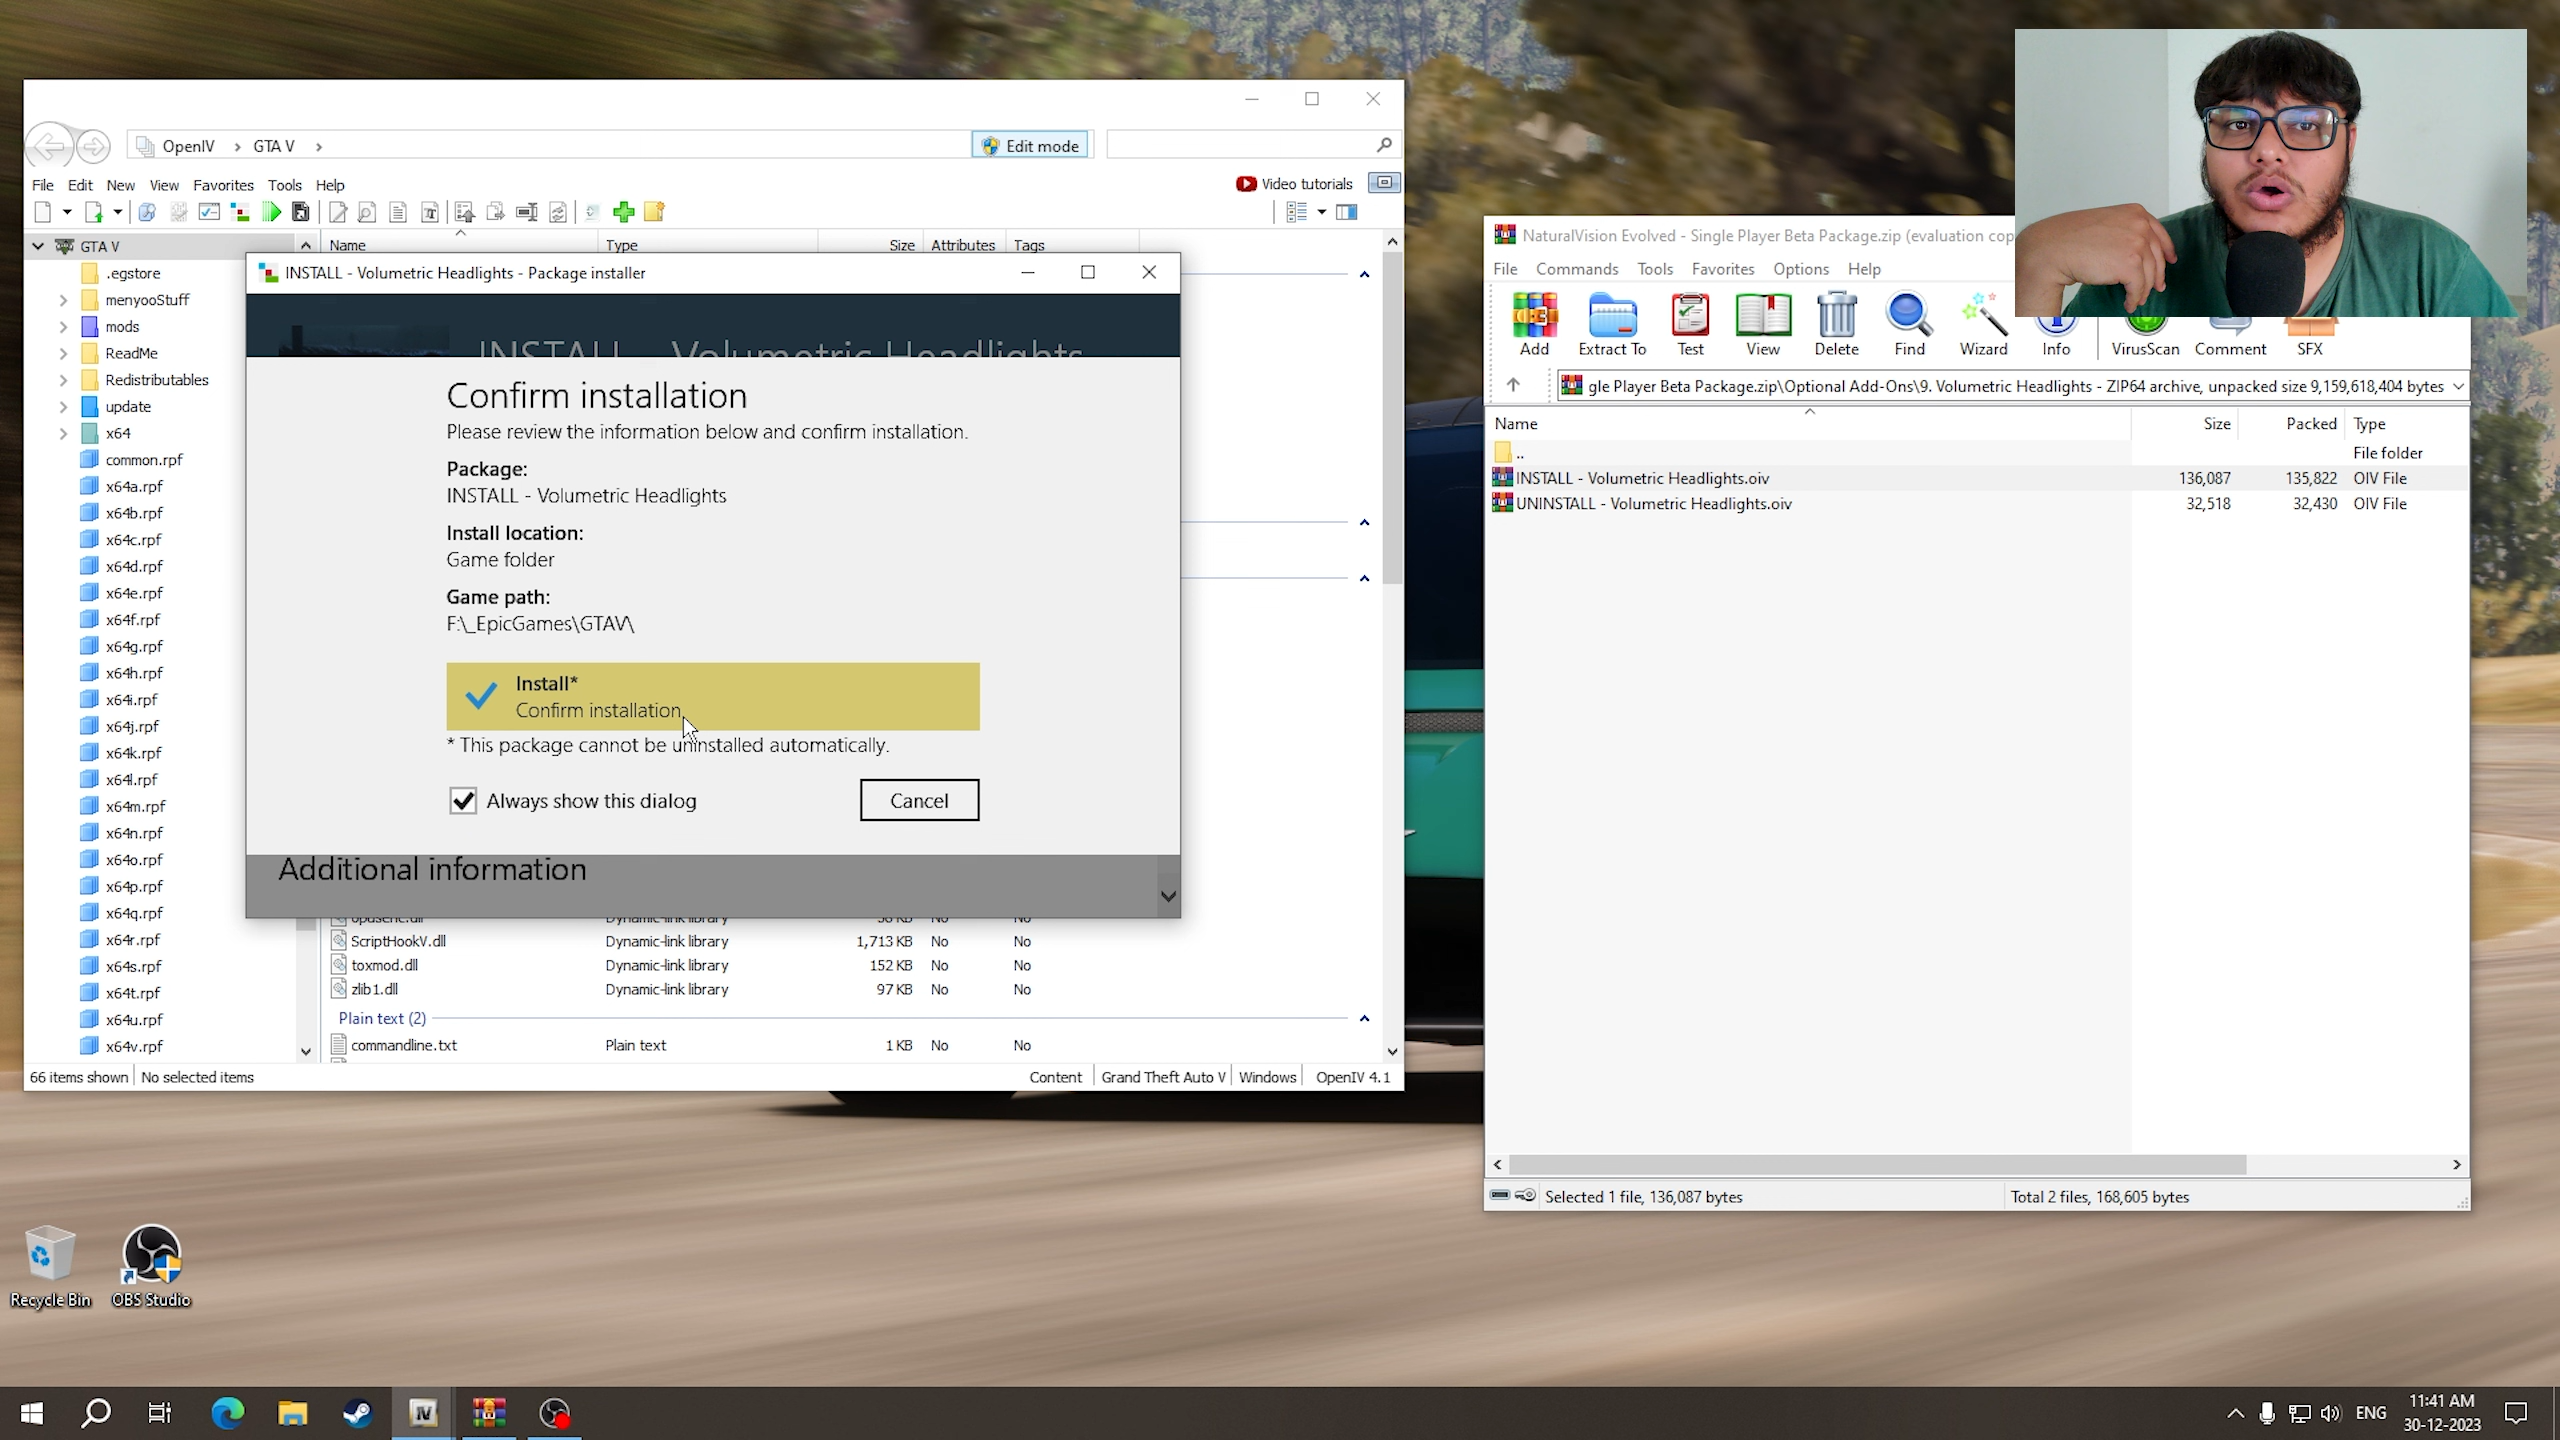 OpenIV > GTA V >
Edit mode
File Edit New View Favorites Tools Help
Video tutorials
GTA V
.egstore
menyooStuff
mods
ReadMe
Redistributables
update
x64
common.rpf
x64a.rpf
x64b.rpf
x64c.rpf
x64d.rpf
x64e.rpf
x64f.rpf
x64g.rpf
x64h.rpf
x64i.rpf
x64j.rpf
x64k.rpf
x64l.rpf
x64m.rpf
x64n.rpf
x64o.rpf
x64p.rpf
x64q.rpf
x64r.rpf
x64s.rpf
x64t.rpf
x64u.rpf
x64v.rpf
Name Type Size Attributes Tags
INSTALL - Volumetric Headlights - Package installer
INSTALL - Volumetric Headlights
Confirm installation
Please review the information below and confirm installation.
Package:
INSTALL - Volumetric Headlights
Install location:
Game folder
Game path:
F:\_EpicGames\GTAV\
Install*
Confirm installation.
* This package cannot be uninstalled automatically.
Always show this dialog
Cancel
Additional information
Dynamic-link library No No
ScriptHookV.dll Dynamic-link library 1,713 KB No No
toxmod.dll Dynamic-link library 152 KB No No
zlib1.dll Dynamic-link library 97 KB No No
Plain text (2)
commandline.txt Plain text 1 KB No No
66 items shown No selected items Content Grand Theft Auto V Windows OpenIV 4.1
NaturalVision Evolved - Single Player Beta Package.zip (evaluation cop
File Commands Tools Favorites Options Help
Add Extract To Test View Delete Find Wizard Info VirusScan Comment SFX
gle Player Beta Package.zip\Optional Add-Ons\9. Volumetric Headlights - ZIP64 archive, unpacked size 9,159,618,404 bytes
Name Size Packed Type
.. File folder
INSTALL - Volumetric Headlights.oiv 136,087 135,822 OIV File
UNINSTALL - Volumetric Headlights.oiv 32,518 32,430 OIV File
Selected 1 file, 136,087 bytes
Total 2 files, 168,605 bytes
Recycle Bin
OBS Studio
IV
ENG
11:41 AM
30-12-2023